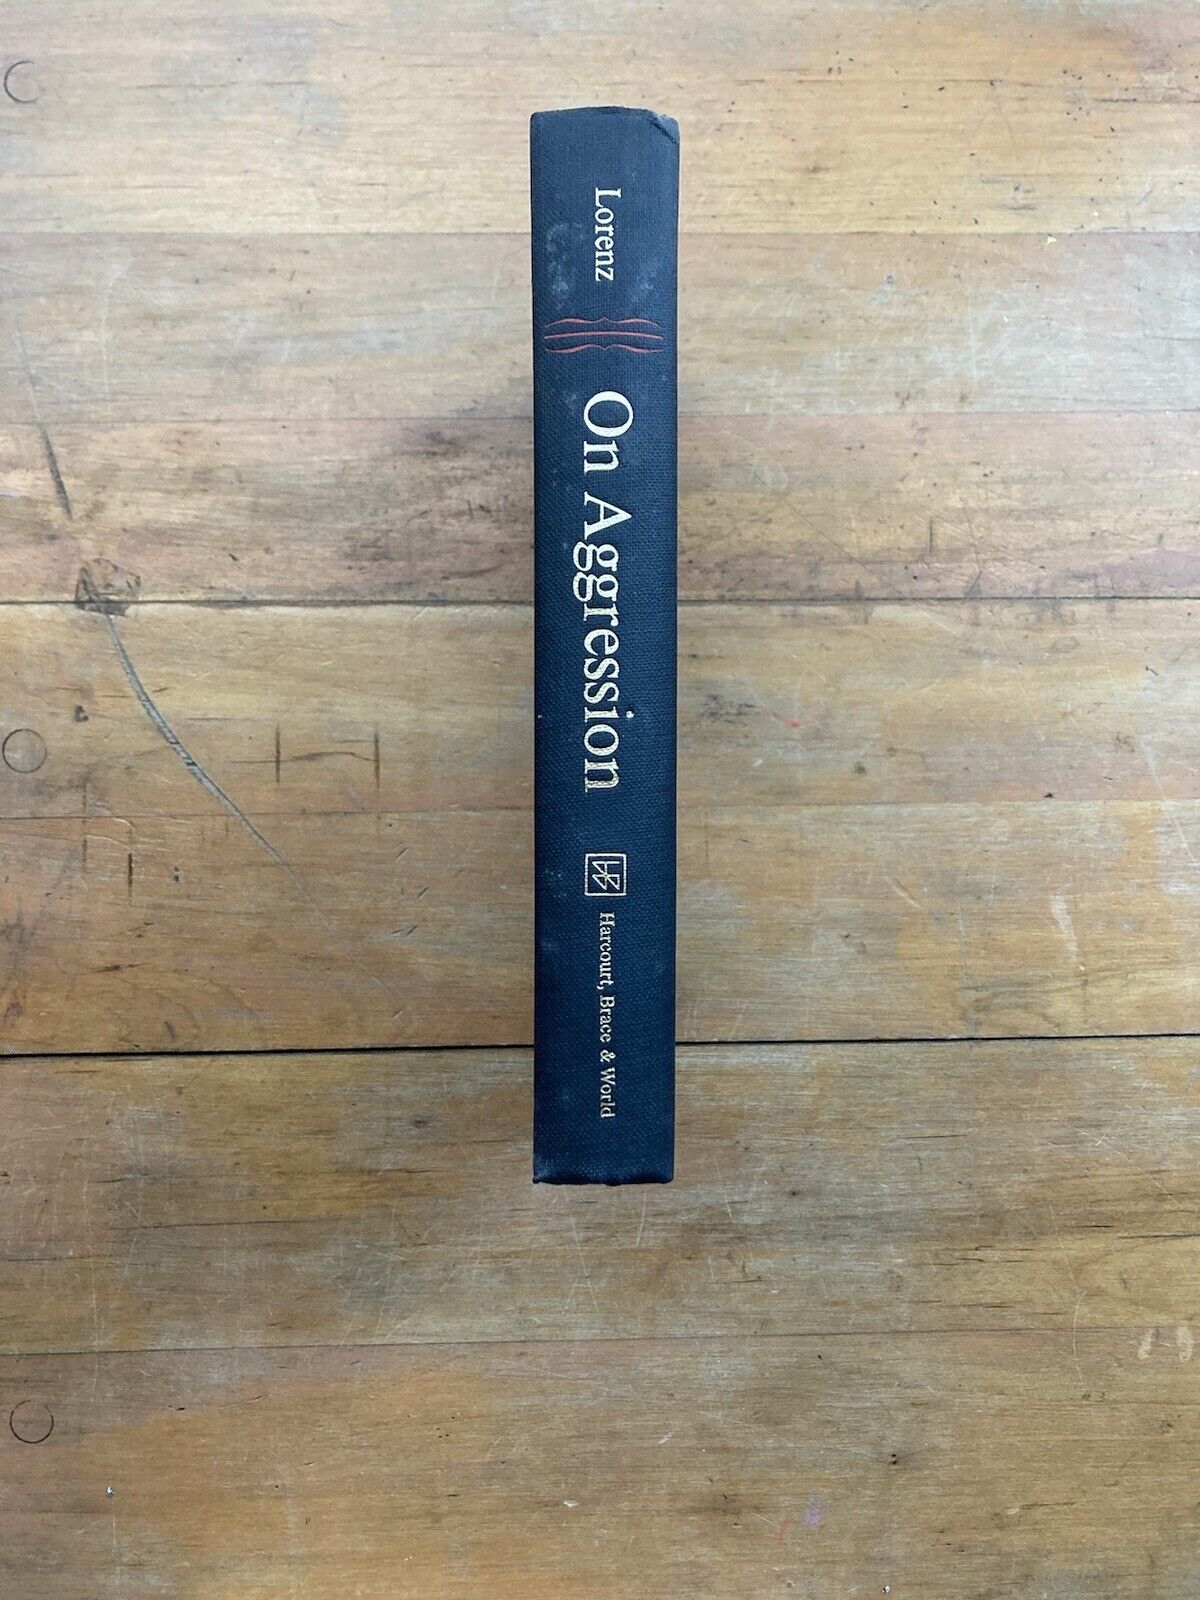 Lorenz
On Aggression
Harcourt, Brace & World